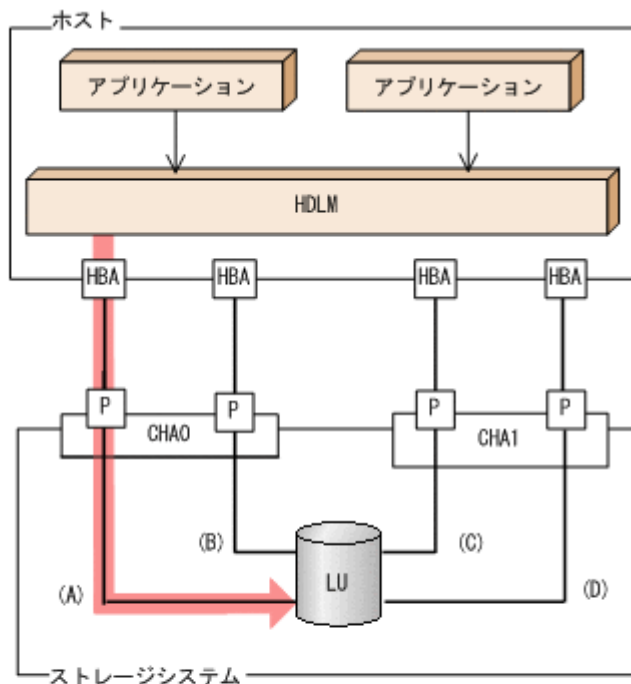 ホスト
アプリケーション
アプリケーション
HDLM
HBA
HBA
HBA
HBA
P
P
P
P
CHA0
CHA1
(B)
(C)
(A)
LU
(D)
ストレージシステム